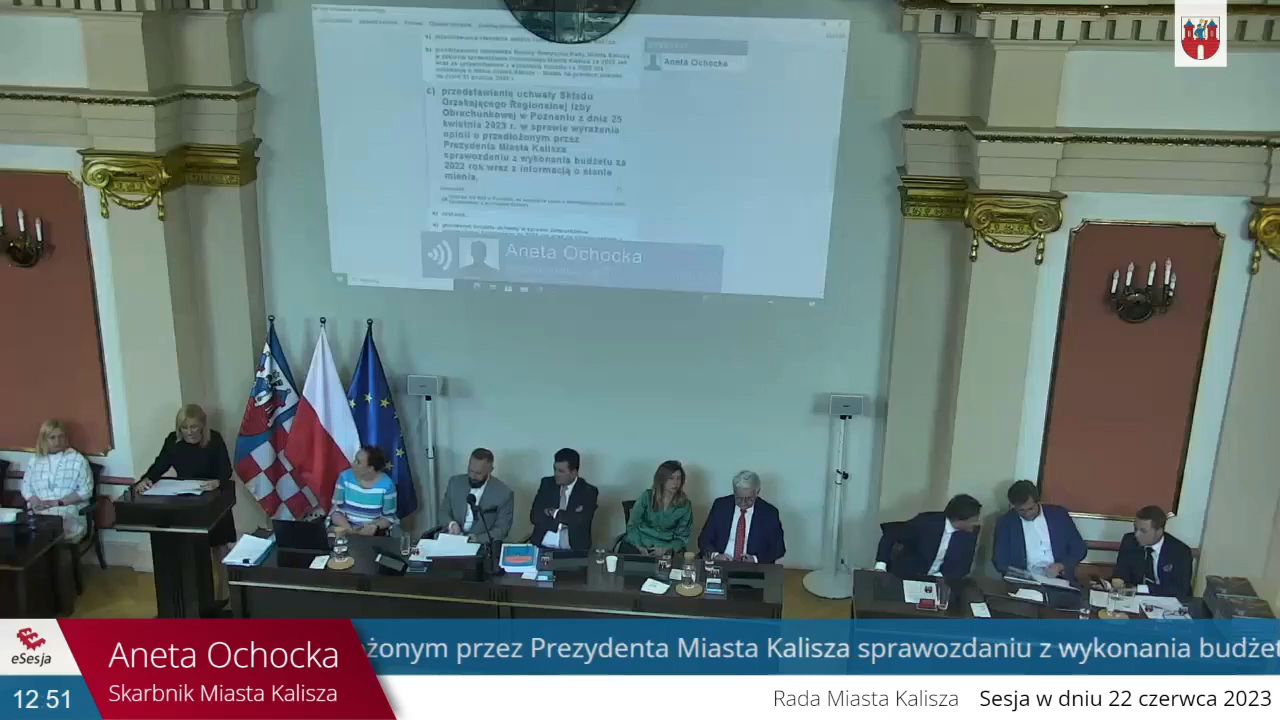 Aneta Ochocka
c) przedstawienie uchwały Składu
Orzekającego Regionalnej Izby
Obrachunkowej w Poznaniu z dnia 25
kwietnia 2023 r. w sprawie wyrażenia
opinii o przedłożonym przez
Prezydenta Miasta Kalisza
sprawozdaniu z wykonania budżetu za
2022 rok wraz z informacją o stanie
mienia,
Aneta Ochocka
eSesja
12 51
Aneta Ochocka
Skarbnik Miasta Kalisza
żonym przez Prezydenta Miasta Kalisza sprawozdaniu z wykonania budżet
Rada Miasta Kalisza Sesja w dniu 22 czerwca 2023